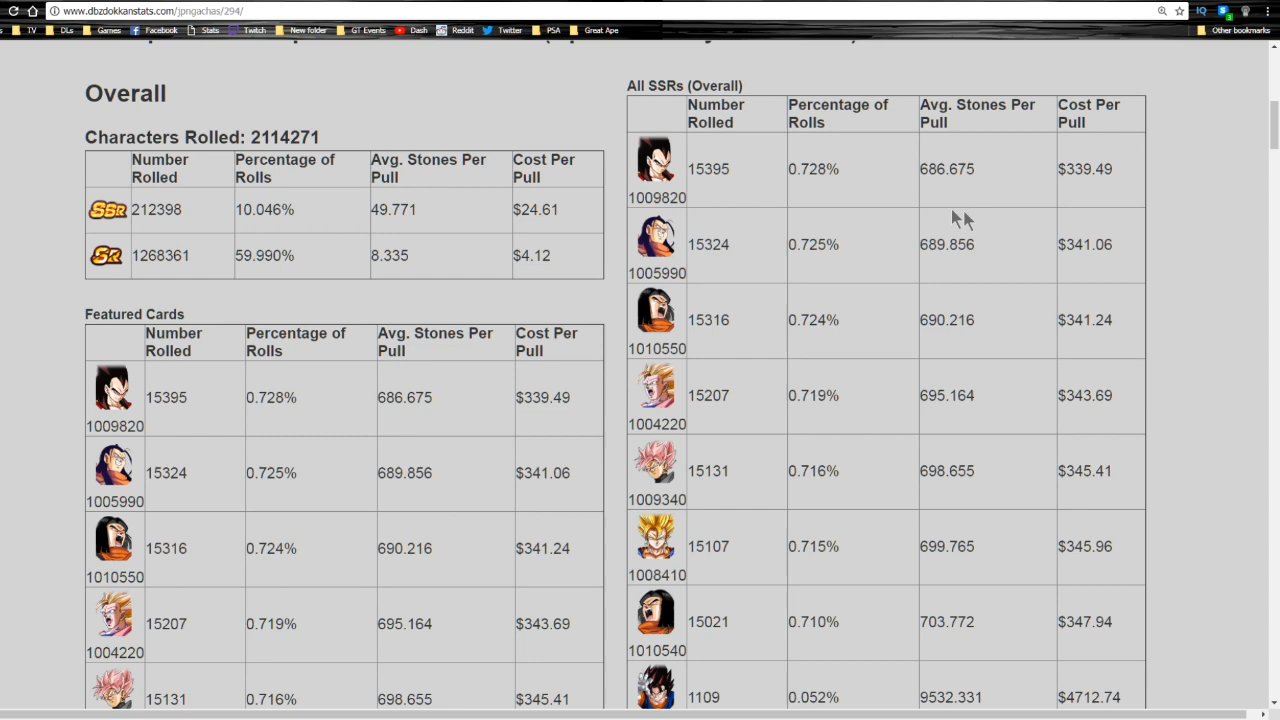 www.dbzdokkanstats.com/jpngachas/294/
TV DLs Games Facebook Stats Twitch New folder GT Events Dash Reddit Twitter PSA Great Ape Other bookmarks
Overall
Characters Rolled: 2114271
Number Rolled Percentage of Rolls Avg. Stones Per Pull Cost Per Pull
SSR 212398 10.046% 49.771 $24.61
SR 1268361 59.990% 8.335 $4.12
Featured Cards
Number Rolled Percentage of Rolls Avg. Stones Per Pull Cost Per Pull
15395 0.728% 686.675 $339.49
1009820
15324 0.725% 689.856 $341.06
1005990
15316 0.724% 690.216 $341.24
1010550
15207 0.719% 695.164 $343.69
1004220
15131 0.716% 698.655 $345.41
All SSRs (Overall)
Number Rolled Percentage of Rolls Avg. Stones Per Pull Cost Per Pull
15395 0.728% 686.675 $339.49
1009820
15324 0.725% 689.856 $341.06
1005990
15316 0.724% 690.216 $341.24
1010550
15207 0.719% 695.164 $343.69
1004220
15131 0.716% 698.655 $345.41
1009340
15107 0.715% 699.765 $345.96
1008410
15021 0.710% 703.772 $347.94
1010540
1109 0.052% 9532.331 $4712.74